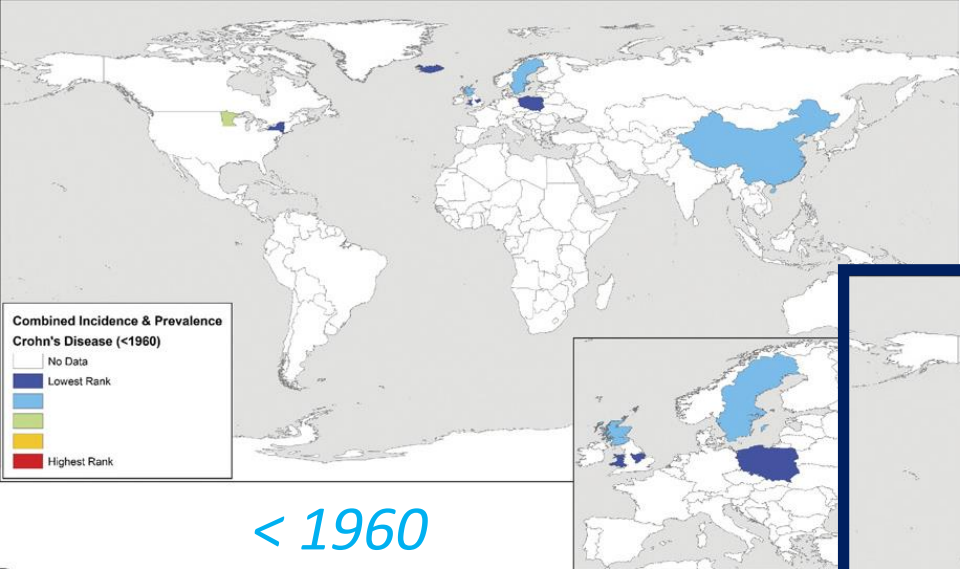 Combined Incidence & Prevalence
Crohn's Disease (<1960)
No Data
Lowest Rank
Highest Rank
< 1960